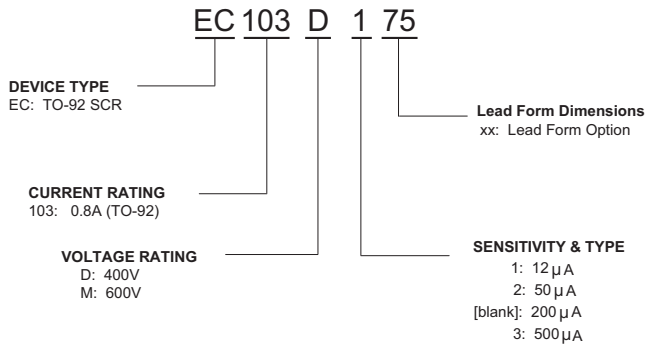 EC 103 D 1 75
DEVICE TYPE
EC: TO-92 SCR
Lead Form Dimensions
xx: Lead Form Option
CURRENT RATING
103: 0.8A (TO-92)
VOLTAGE RATING
D: 400V
M: 600V
SENSITIVITY & TYPE
1: 12 μA
2: 50 μA
[blank]: 200 μA
3: 500 μA